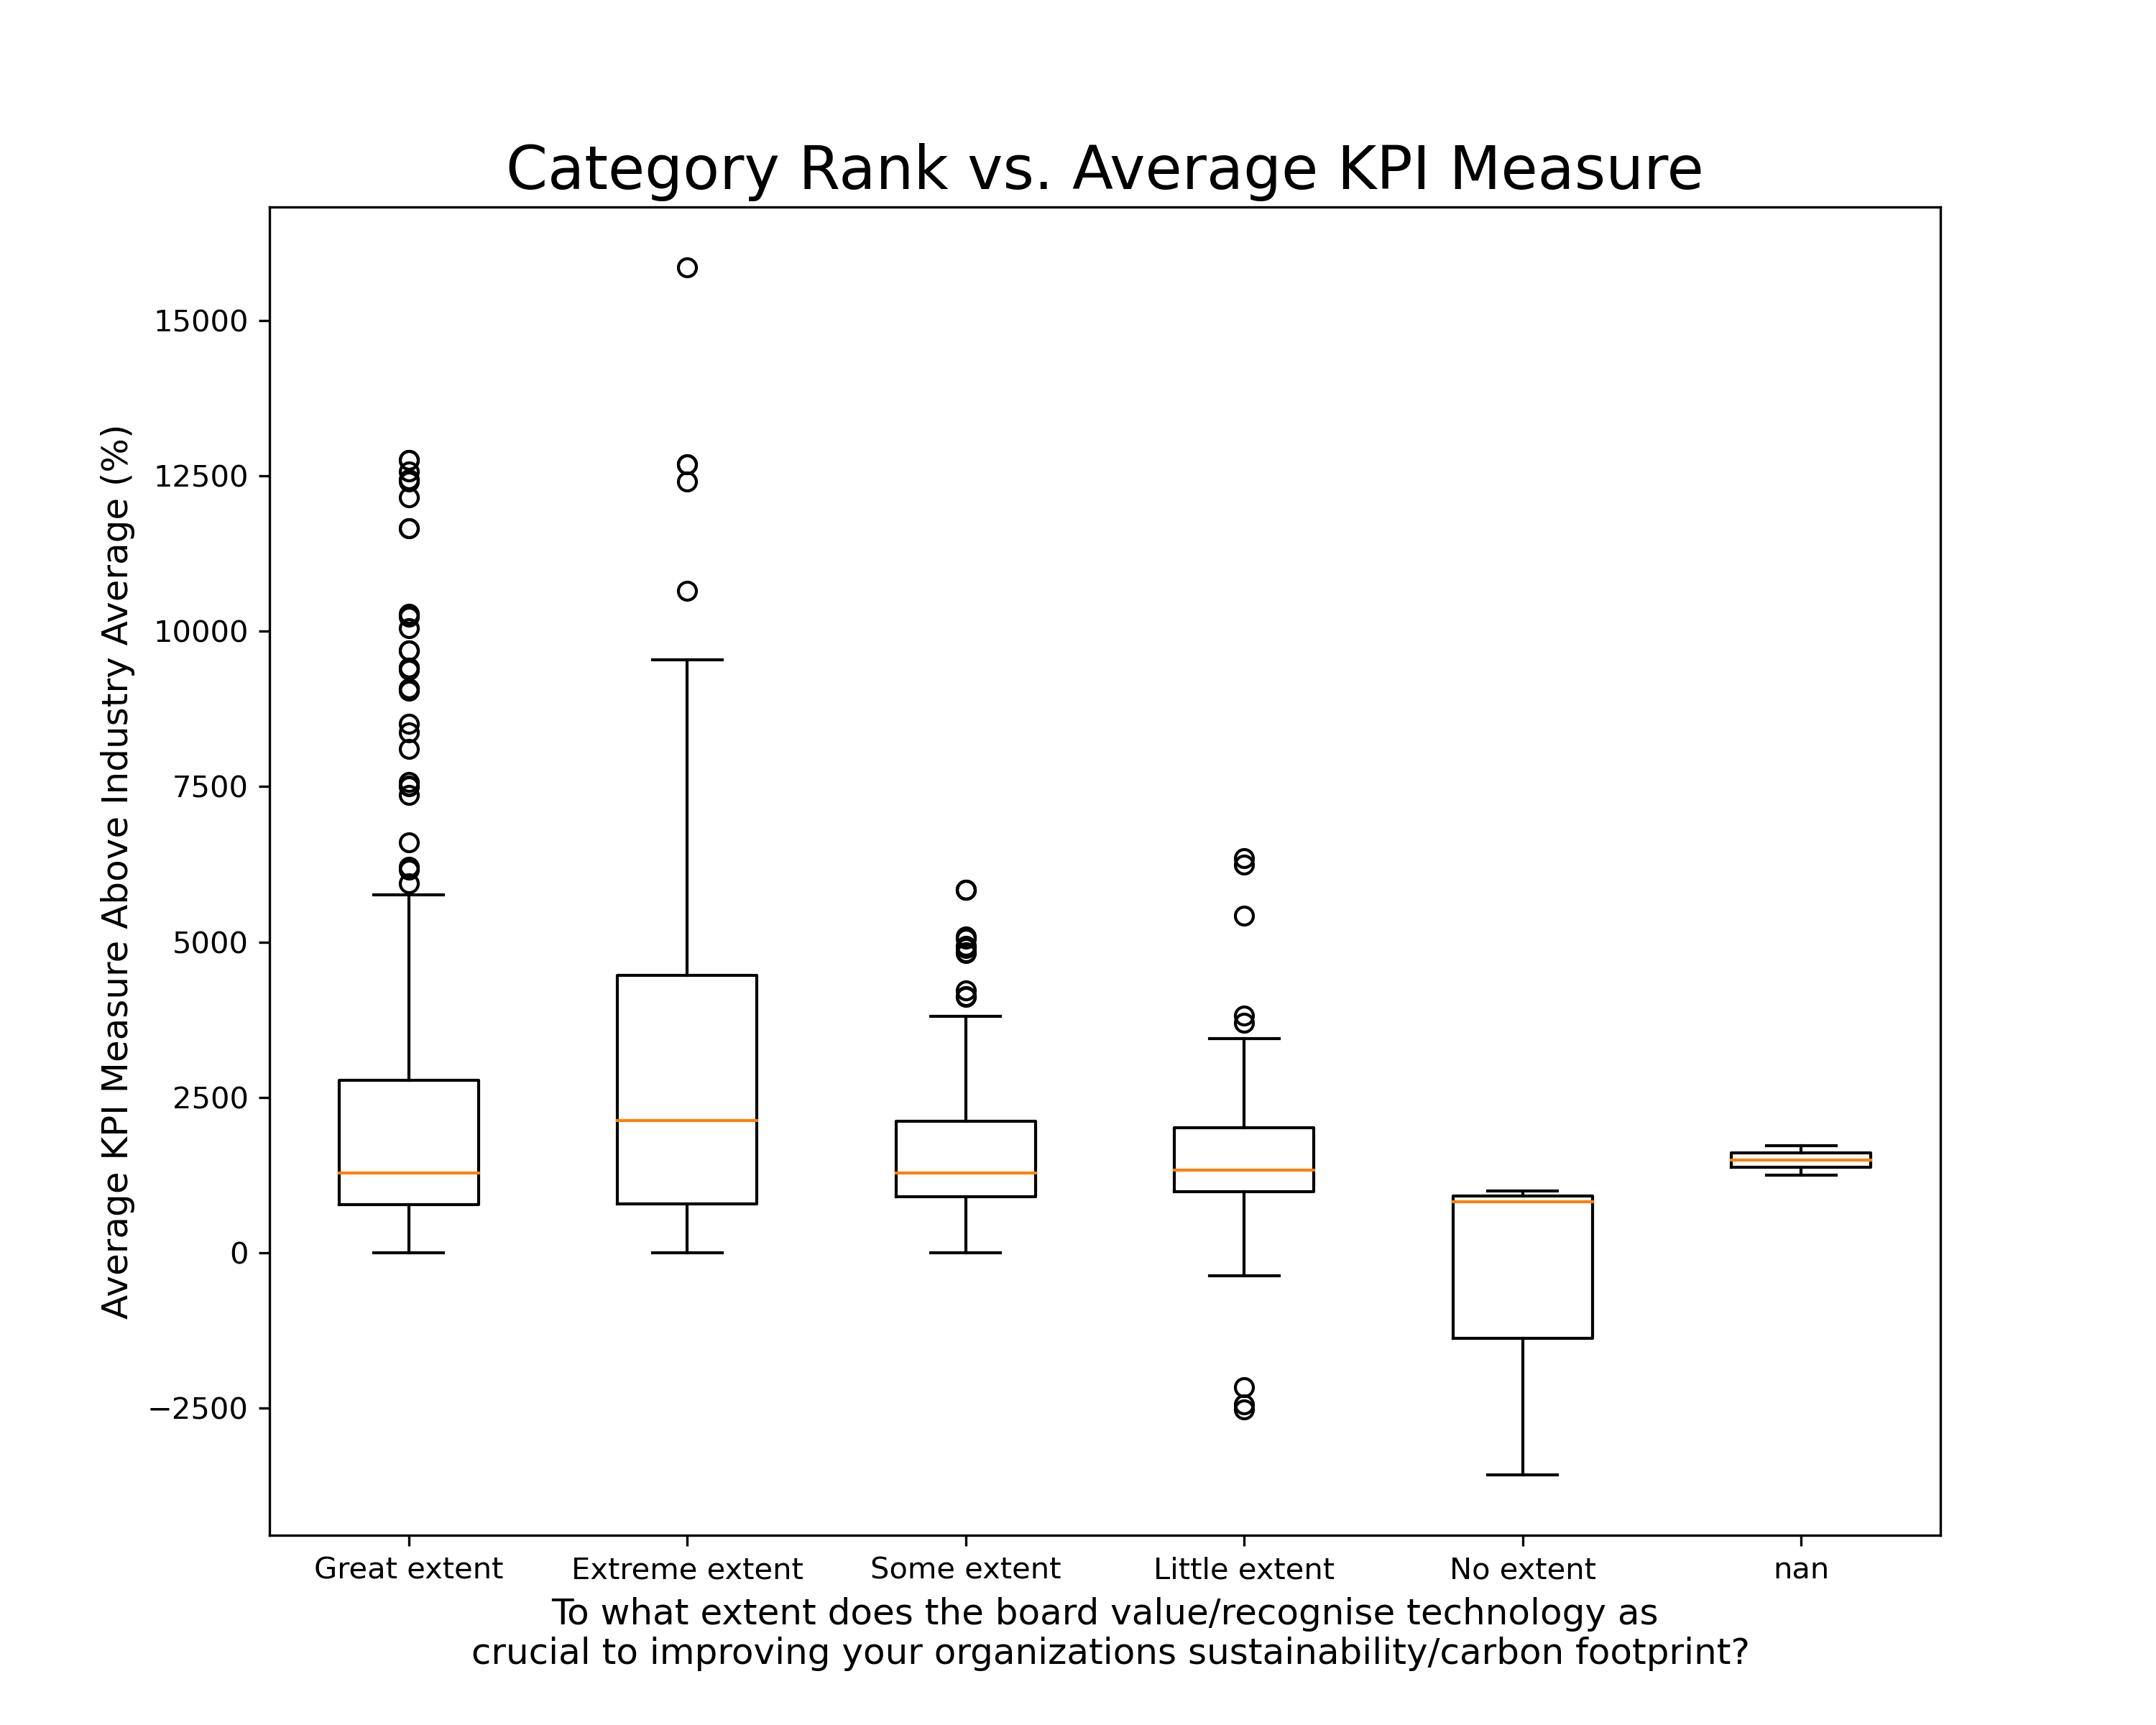 Category Rank vs. Average KPI Measure
Average KPI Measure Above Industry Average (%)
15000
12500
10000
7500
5000
2500
0
−2500
Great extent
Extreme extent
Some extent
Little extent
No extent
nan
To what extent does the board value/recognise technology as
crucial to improving your organizations sustainability/carbon footprint?